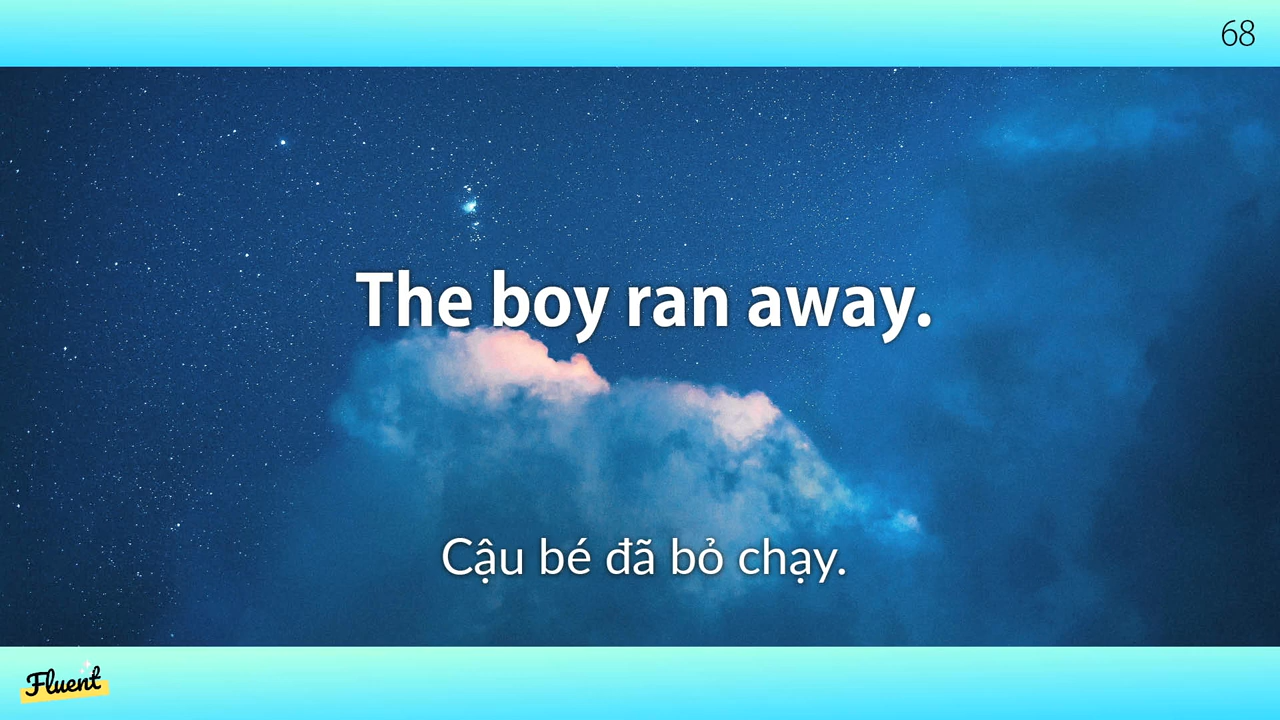 68
The boy ran away.
Cậu bé đã bỏ chạy.
Fluent